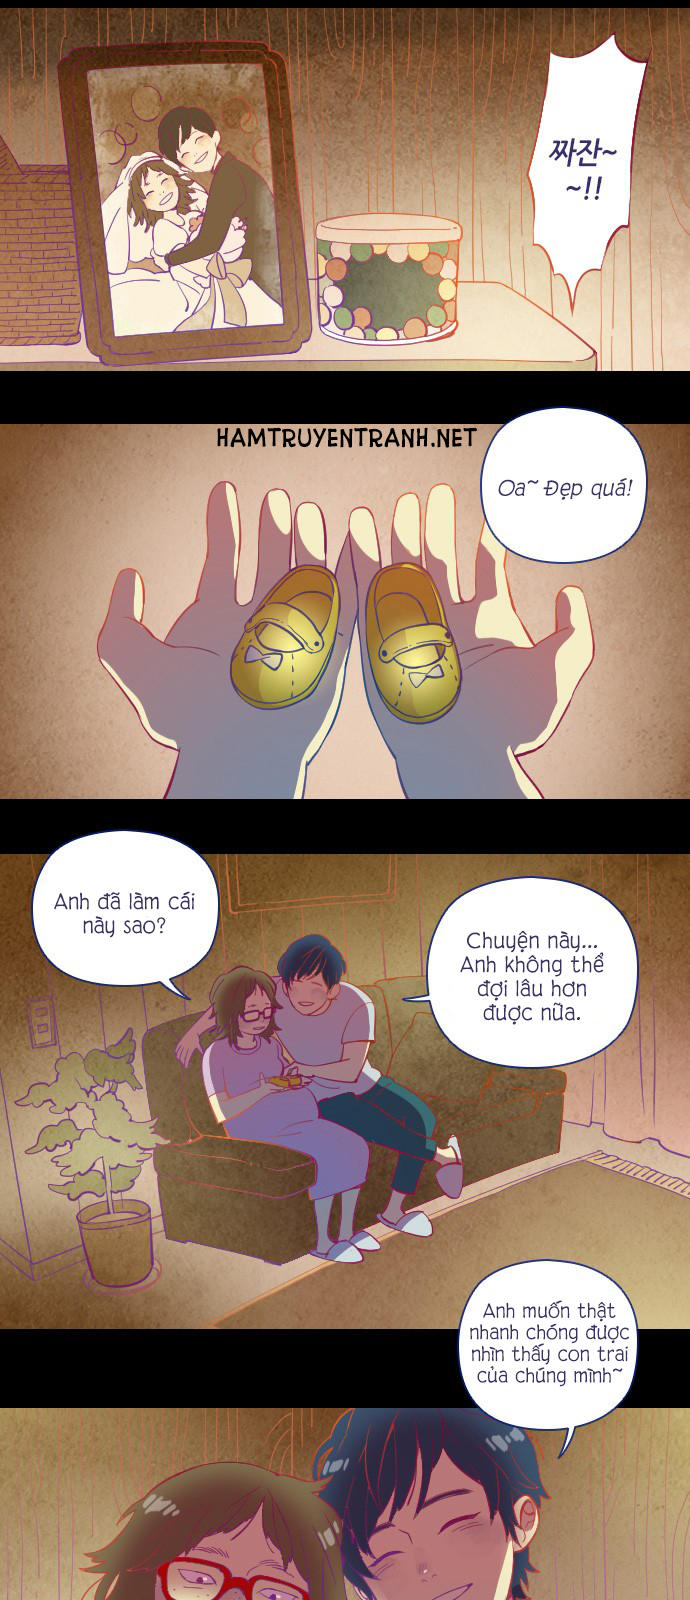 짜잔~
~!!
HAMTRUYENTRANH.NET
Oa~ Đẹp quá!
Anh đã làm cái
này sao?
Chuyện này...
Anh không thể
đợi lâu hơn
được nữa.
Anh muốn thật
nhanh chóng được
nhìn thấy con trai
của chúng mình~